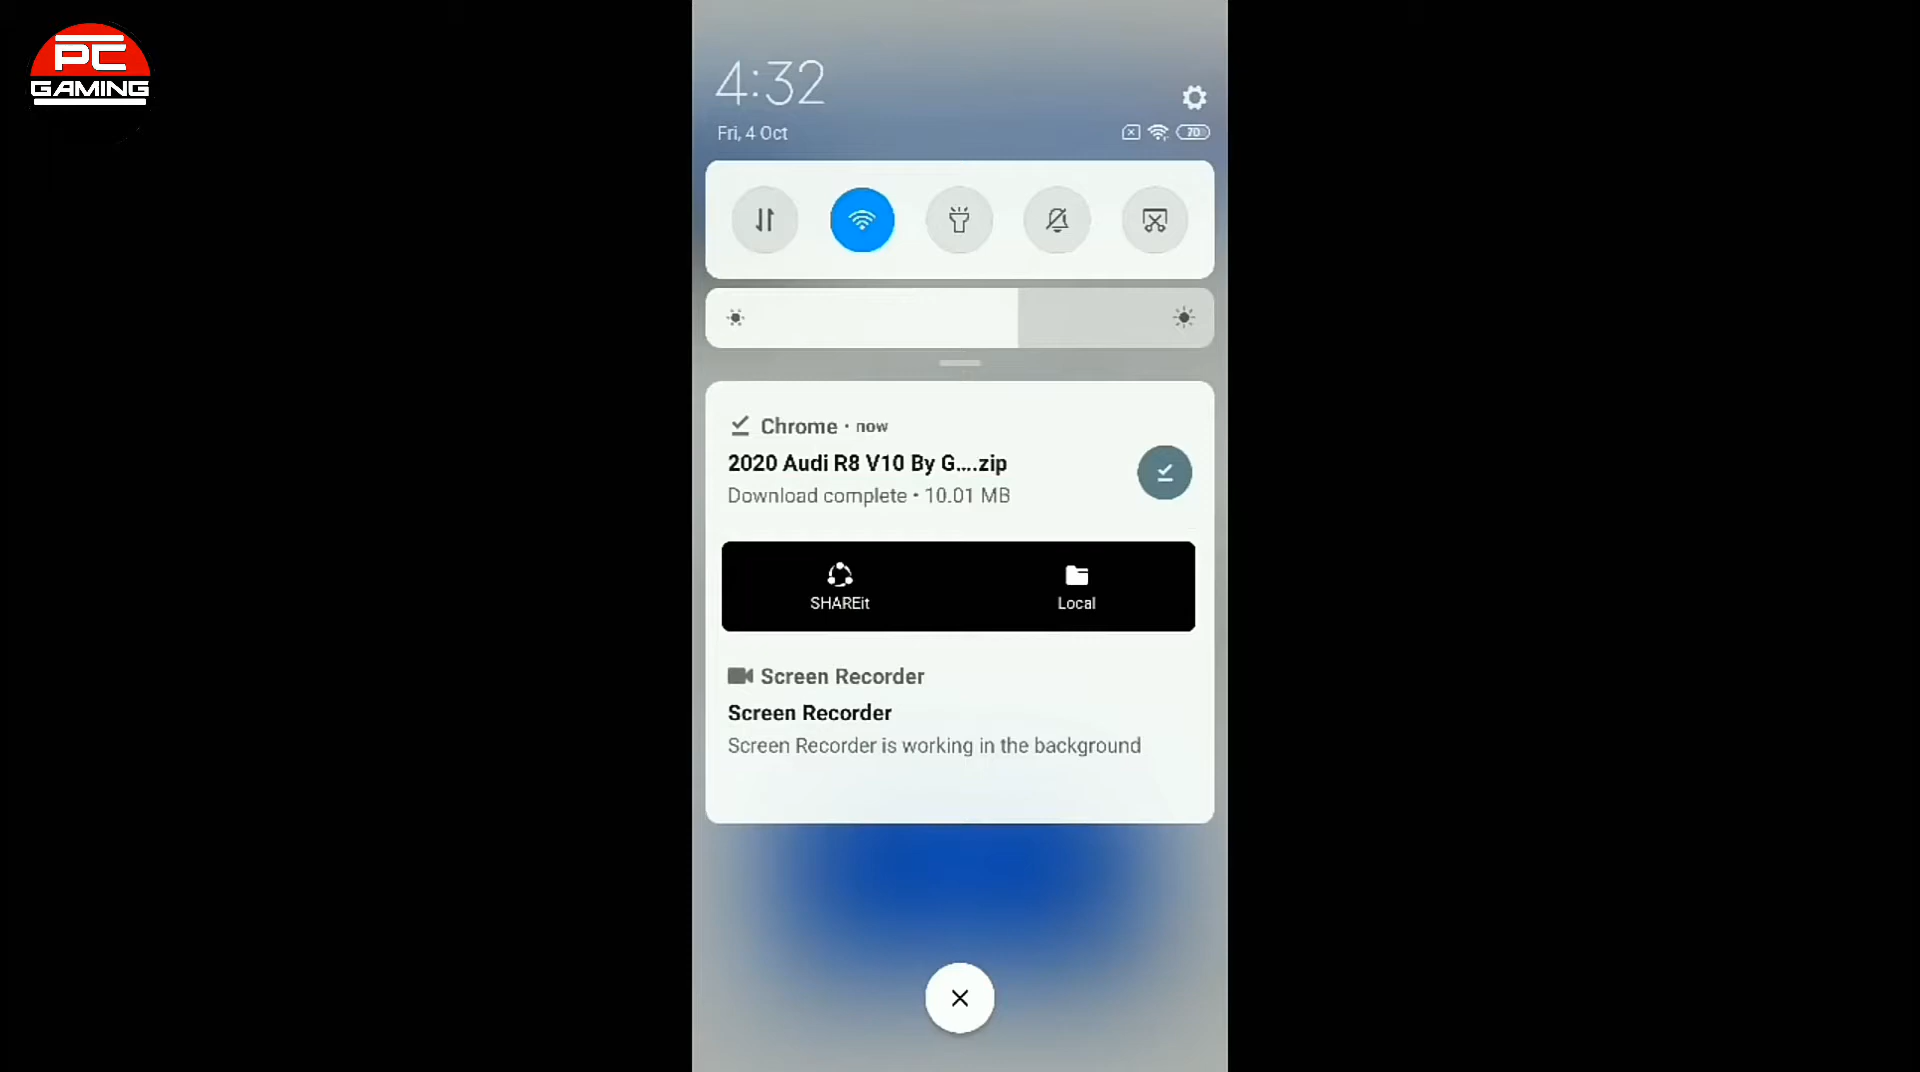 PC
GAMING
4:32
Fri, 4 Oct
70
Chrome · now
2020 Audi R8 V10 By G....zip
Download complete • 10.01 MB
SHAREit
Local
Screen Recorder
Screen Recorder
Screen Recorder is working in the background